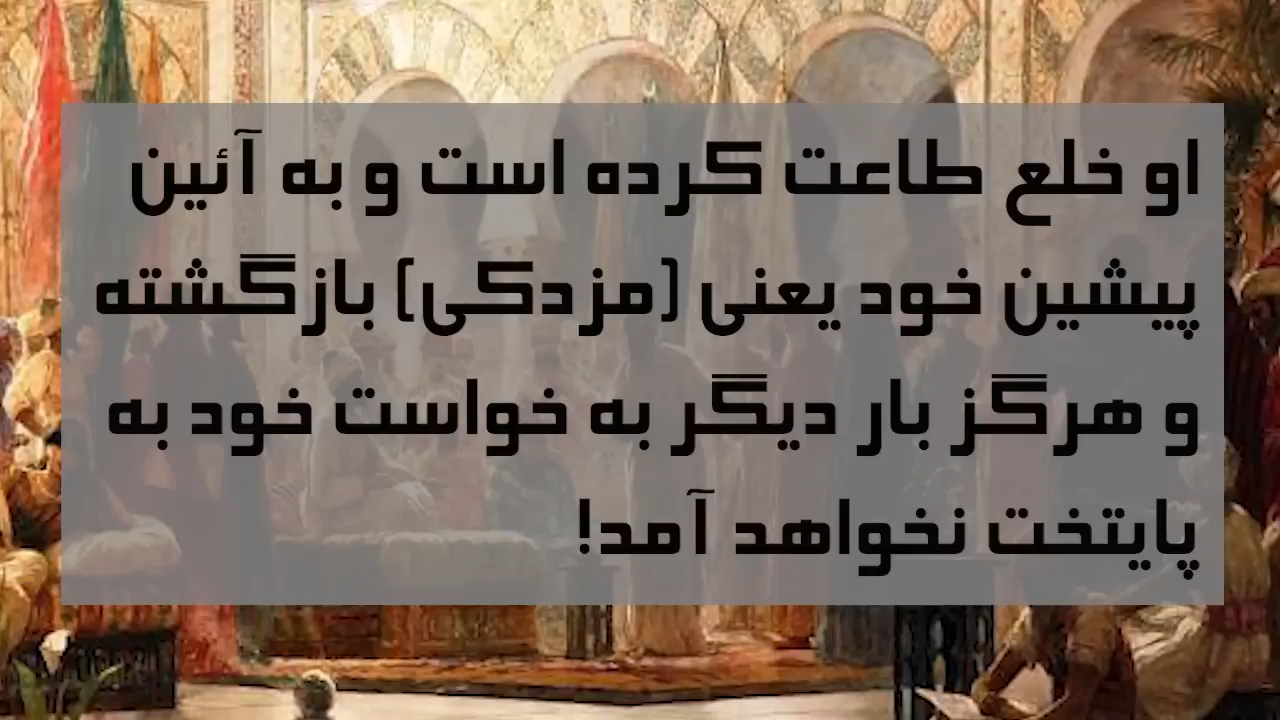 او خلع طاعت کرده است و به آئین
پیشین خود یعنی (مزدکی) بازگشته
و هرگز بار دیگر به خواست خود به
پایتخت نخواهد آمد!